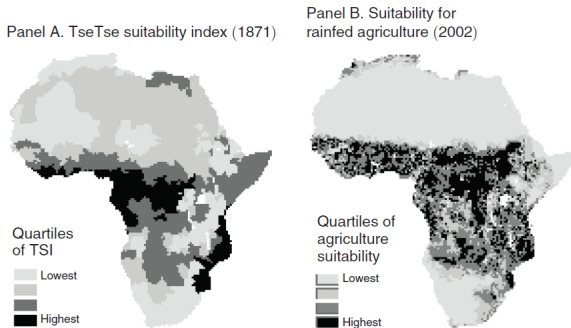 Panel A. TseTse suitability index (1871)
Quartiles
of TSI
Lowest
Highest
Panel B. Suitability for
rainfed agriculture (2002)
Quartiles of
agriculture
suitability
Lowest
Highest